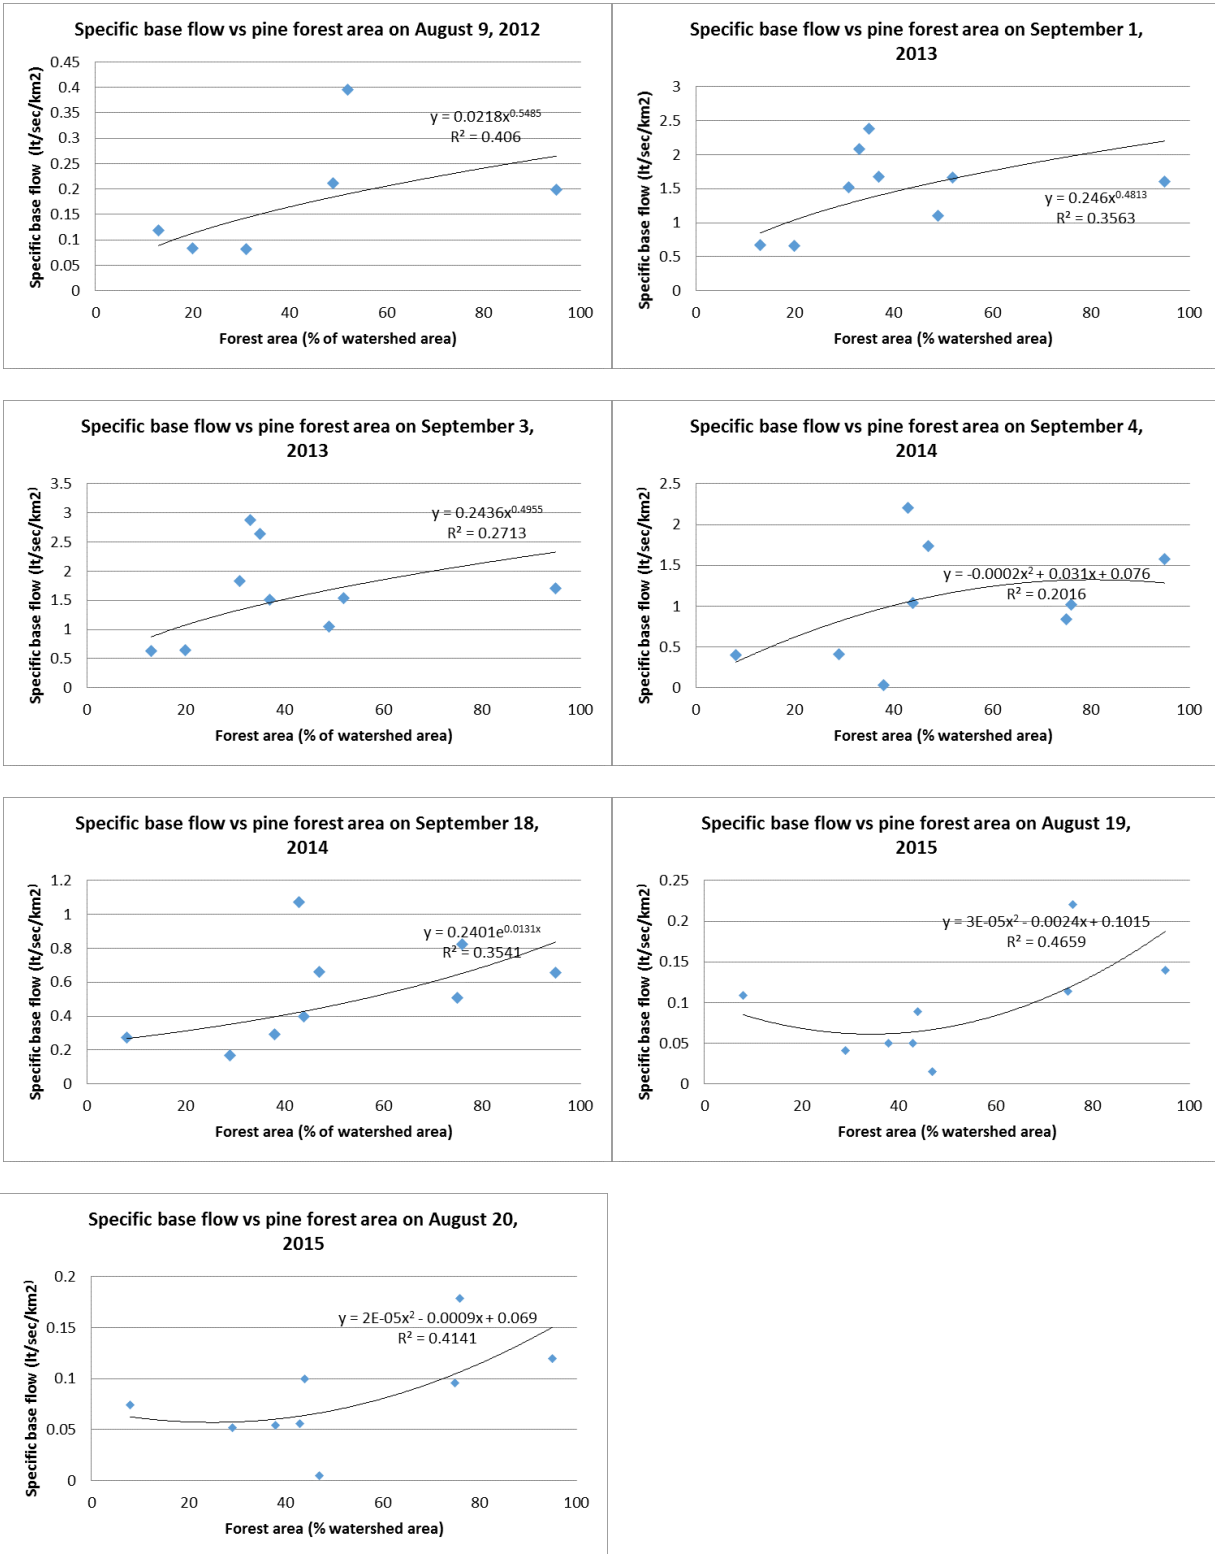 Specific base flow vs pine forest area on August 9, 2012
Specific base flow (lt/sec/km2)
0.45
0.4
0.35
0.3
0.25
0.2
0.15
0.1
0.05
0
y = 0.0218x^0.5485
R² = 0.406
0 20 40 60 80 100
Forest area (% of watershed area)
Specific base flow vs pine forest area on September 1,
2013
Specific base flow (lt/sec/km2)
3
2.5
2
1.5
1
0.5
0
y = 0.246x^0.4813
R² = 0.3563
0 20 40 60 80 100
Forest area (% watershed area)
Specific base flow vs pine forest area on September 3,
2013
Specific base flow (lt/sec/km2)
3.5
3
2.5
2
1.5
1
0.5
0
y = 0.2436x^0.4955
R² = 0.2713
0 20 40 60 80 100
Forest area (% of watershed area)
Specific base flow vs pine forest area on September 4,
2014
Specific base flow (lt/sec/km2)
2.5
2
1.5
1
0.5
0
y = -0.0002x² + 0.031x + 0.076
R² = 0.2016
0 20 40 60 80 100
Forest area (% watershed area)
Specific base flow vs pine forest area on September 18,
2014
Specific base flow (lt/sec/km2)
1.2
1
0.8
0.6
0.4
0.2
0
y = 0.2401e^0.0131x
R² = 0.3541
0 20 40 60 80 100
Forest area (% of watershed area)
Specific base flow vs pine forest area on August 19,
2015
Specific base flow (lt/sec/km2)
0.25
0.2
0.15
0.1
0.05
0
y = 3E-05x² - 0.0024x + 0.1015
R² = 0.4659
0 20 40 60 80 100
Forest area (% watershed area)
Specific base flow vs pine forest area on August 20,
2015
Specific base flow (lt/sec/km2)
0.2
0.15
0.1
0.05
0
y = 2E-05x² - 0.0009x + 0.069
R² = 0.4141
0 20 40 60 80 100
Forest area (% watershed area)